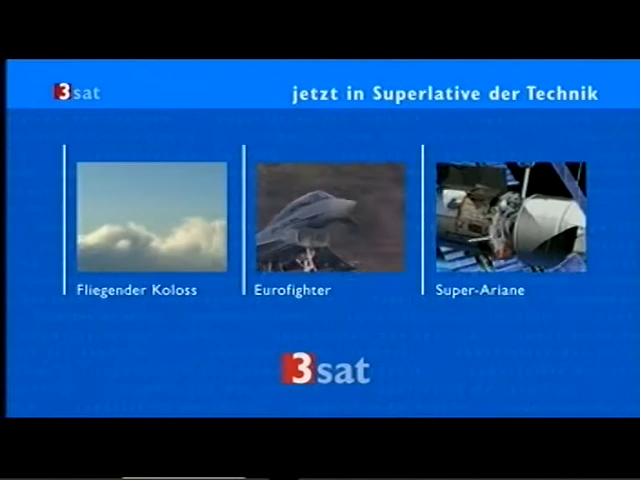 3sat
jetzt in Superlative der Technik
Fliegender Koloss
Eurofighter
Super-Ariane
3sat